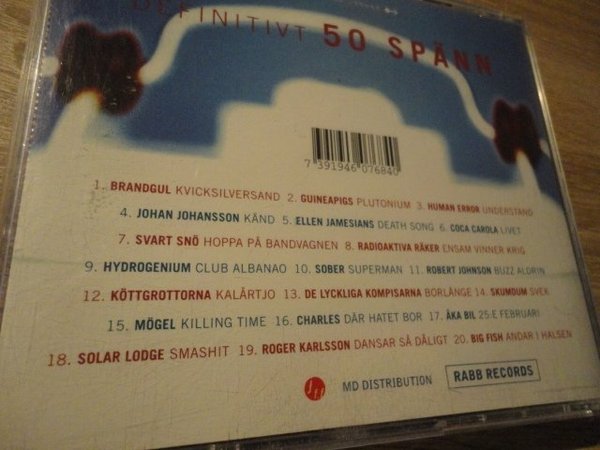 DEFINITIVT 50 SPÄNN
7 391946 076840
1. BRANDGUL KVICKSILVERSAND 2. GUINEAPIGS PLUTONIUM 3. HUMAN ERROR UNDERSTAND
4. JOHAN JOHANSSON KÄND 5. ELLEN JAMESIANS DEATH SONG 6. COCA CAROLA LIVET
7. SVART SNÖ HOPPA PÅ BANDVAGNEN 8. RADIOAKTIVA RÄKER ENSAM VINNER KRIG
9. HYDROGENIUM CLUB ALBANAO 10. SOBER SUPERMAN 11. ROBERT JOHNSON BUZZ ALDRIN
12. KÖTTGROTTORNA KALÅRTJO 13. DE LYCKLIGA KOMPISARNA BORLÄNGE 14. SKUMDUM SVEK
15. MÖGEL KILLING TIME 16. CHARLES DÄR HATET BOR 17. ÅKA BIL 25:E FEBRUARI
18. SOLAR LODGE SMASHIT 19. ROGER KARLSSON DANSAR SÅ DÅLIGT 20. BIG FISH ANDAR I HALSEN
MD DISTRIBUTION RABB RECORDS